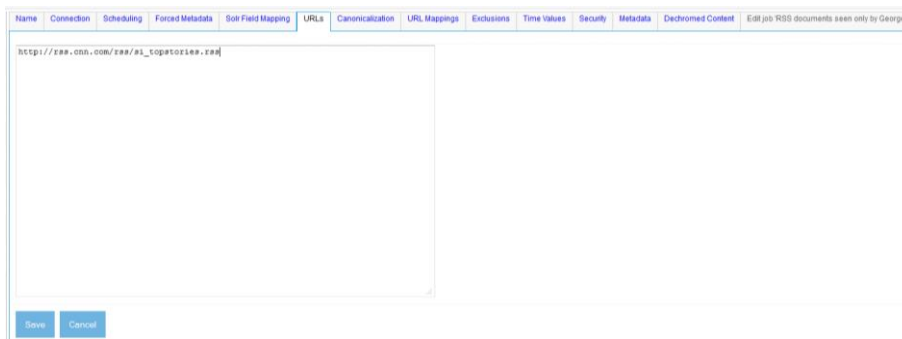 Name Connection Scheduling Forced Metadata Solr Field Mapping URLs Canonicalization URL Mappings Exclusions Time Values Security Metadata Dechromed Content Edit job 'RSS documents seen only by George
http://rss.cnn.com/rss/si_topstories.rss
Save Cancel